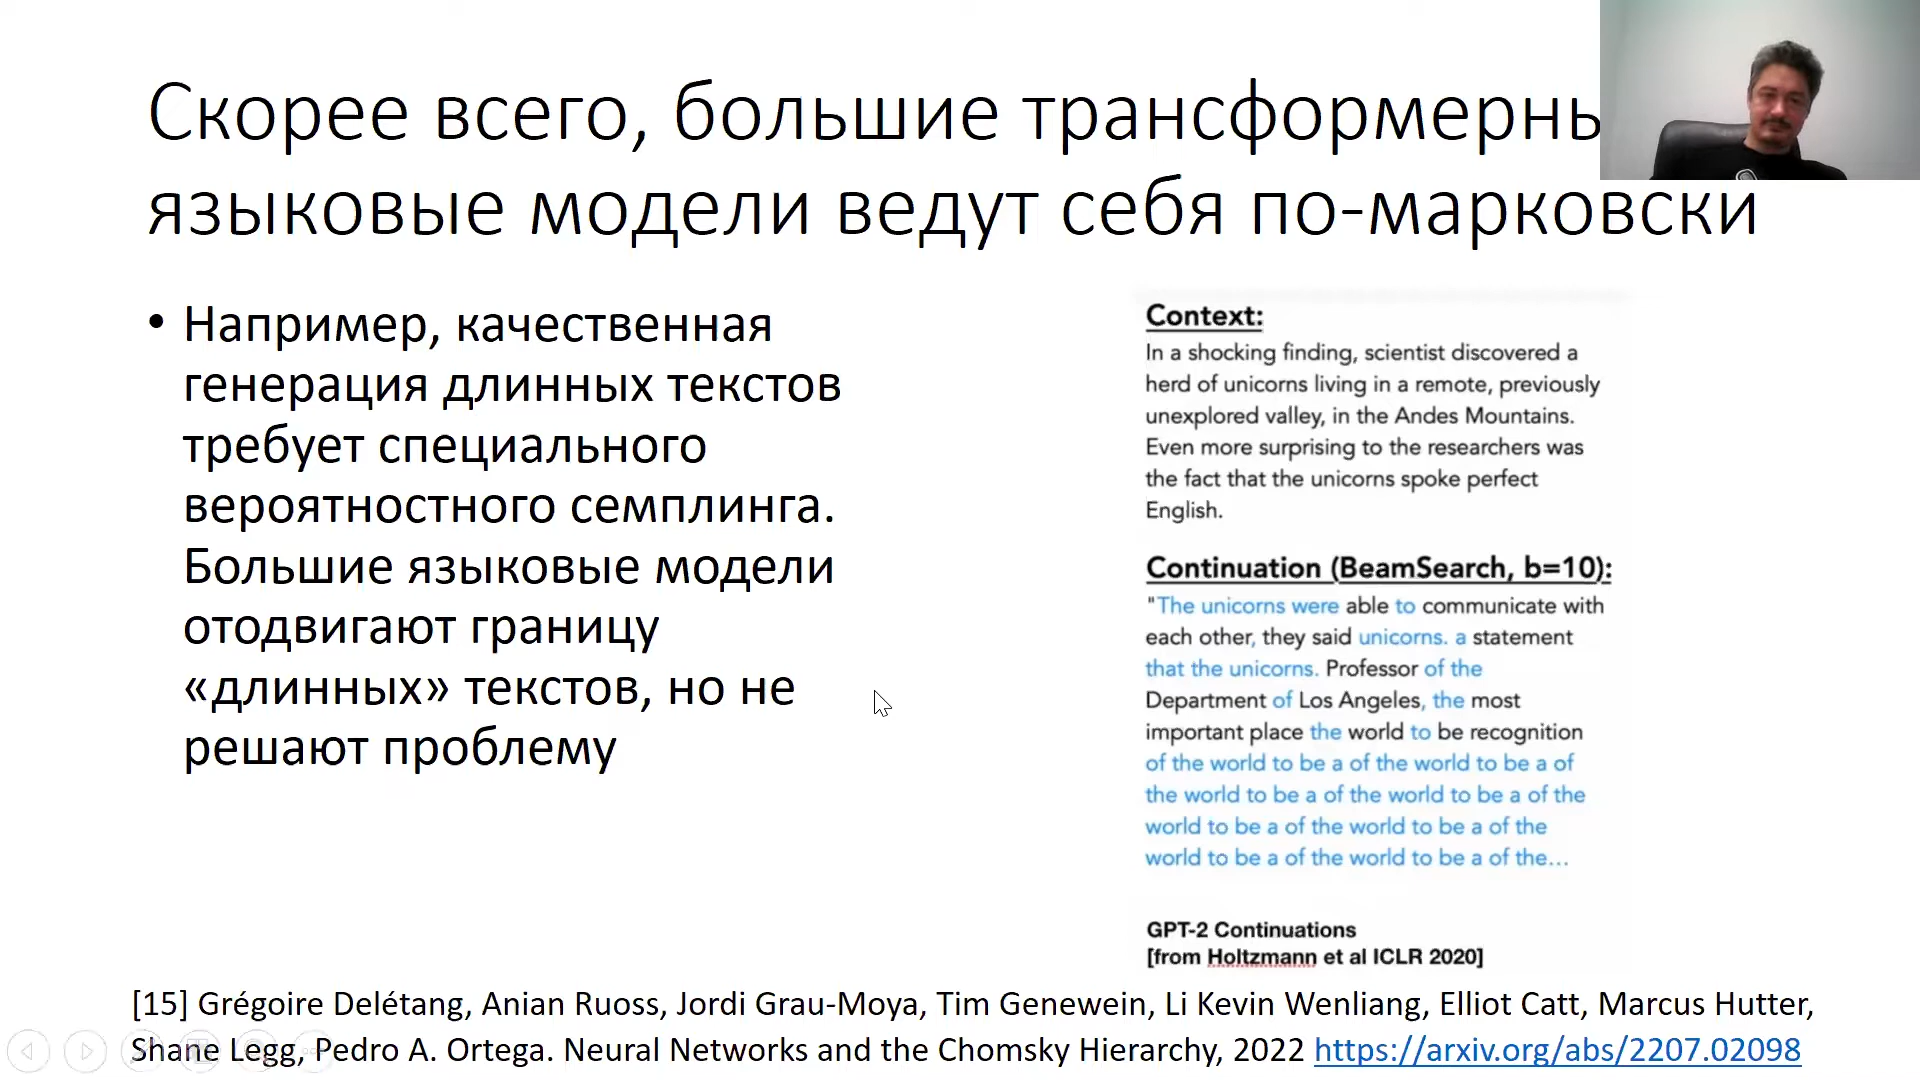 Скорее всего, большие трансформерны
языковые модели ведут себя по-марковски
• Например, качественная
генерация длинных текстов
требует специального
вероятностного семплинга.
Большие языковые модели
отодвигают границу
«длинных» текстов, но не
решают проблему
Context:
In a shocking finding, scientist discovered a
herd of unicorns living in a remote, previously
unexplored valley, in the Andes Mountains.
Even more surprising to the researchers was
the fact that the unicorns spoke perfect
English.
Continuation (BeamSearch, b=10):
"The unicorns were able to communicate with
each other, they said unicorns. a statement
that the unicorns. Professor of the
Department of Los Angeles, the most
important place the world to be recognition
of the world to be a of the world to be a of
the world to be a of the world to be a of the
world to be a of the world to be a of the
world to be a of the world to be a of the…
GPT-2 Continuations
[from Holtzmann et al ICLR 2020]
[15] Grégoire Delétang, Anian Ruoss, Jordi Grau-Moya, Tim Genewein, Li Kevin Wenliang, Elliot Catt, Marcus Hutter,
Shane Legg, Pedro A. Ortega. Neural Networks and the Chomsky Hierarchy, 2022 https://arxiv.org/abs/2207.02098